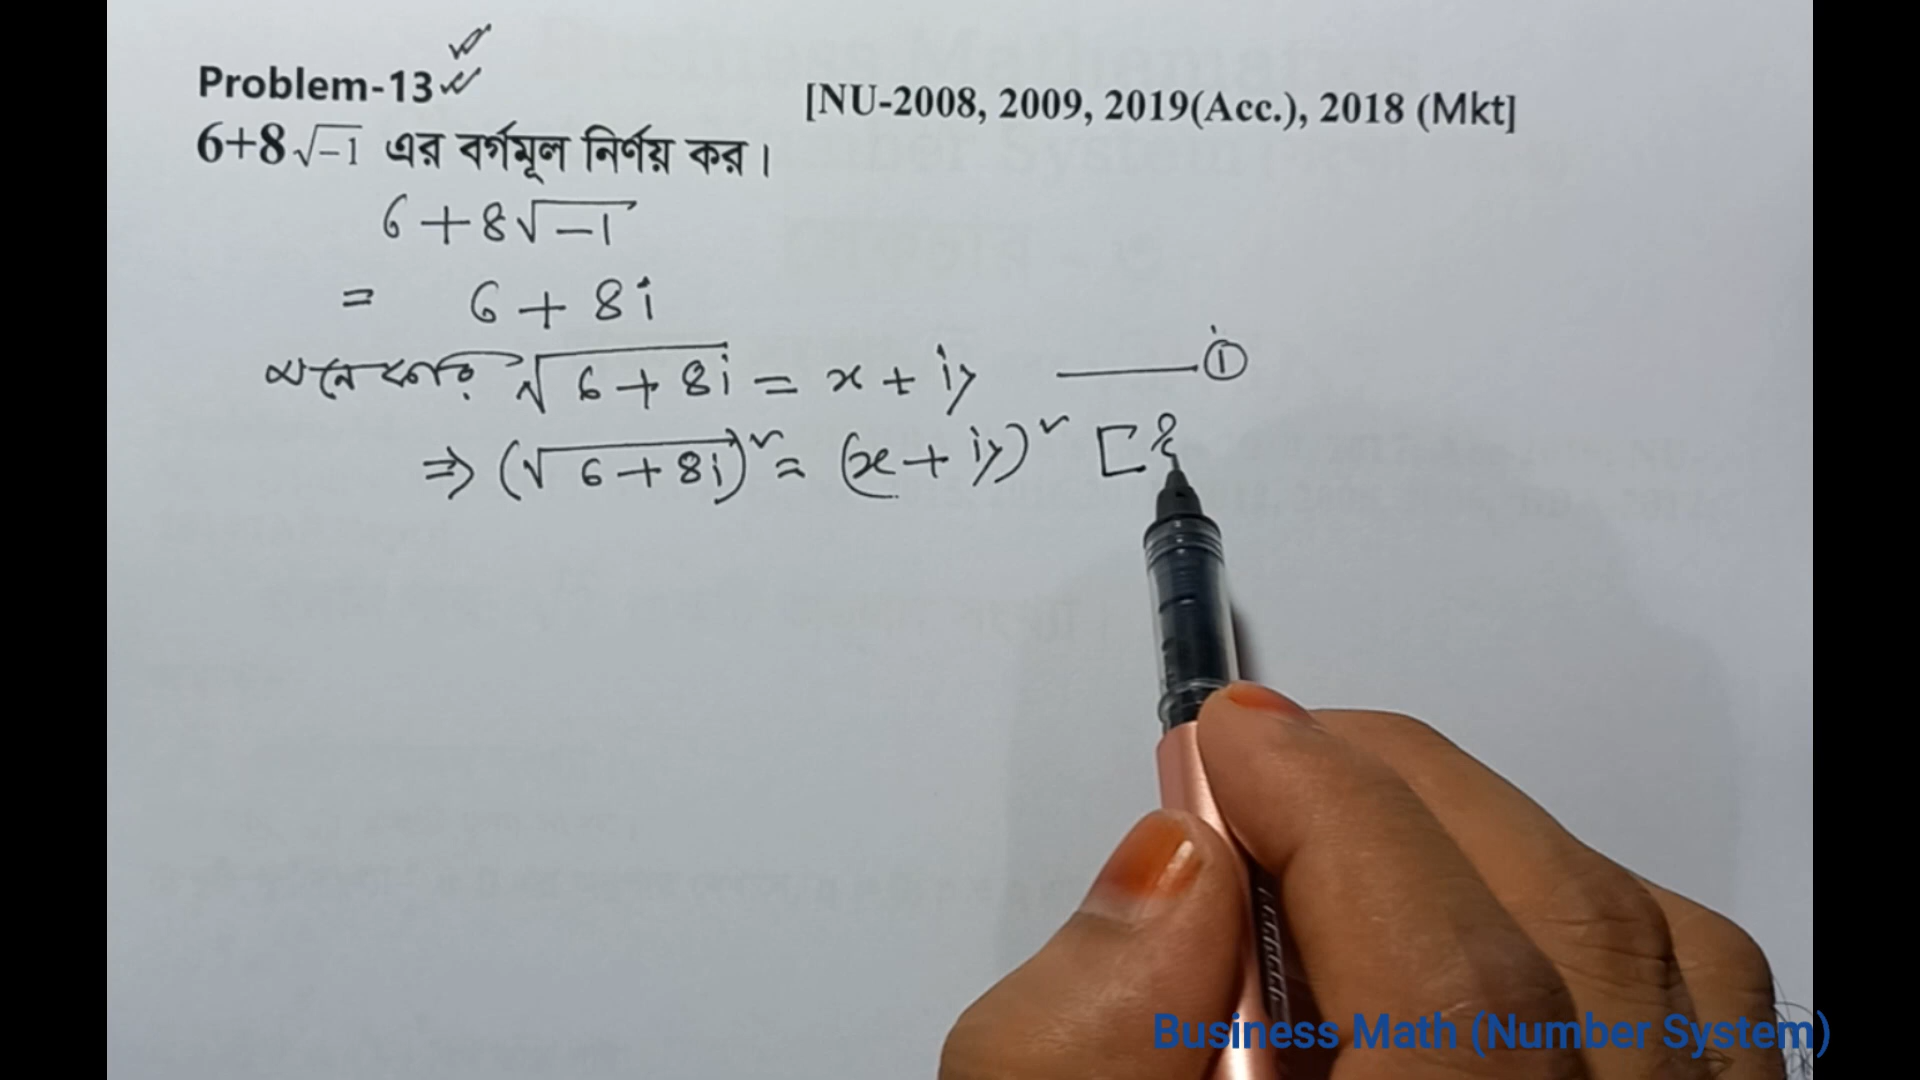 Problem-13
[NU-2008, 2009, 2019(Acc.), 2018 (Mkt]
6+8√-1 এর বর্গমূল নির্ণয় কর।
6+8√-1
= 6+8i
মনেকরি √6+8i = x + iy ——— ①
⇒ (√6+8i)² = (x + iy)² [
Business Math (Number System)